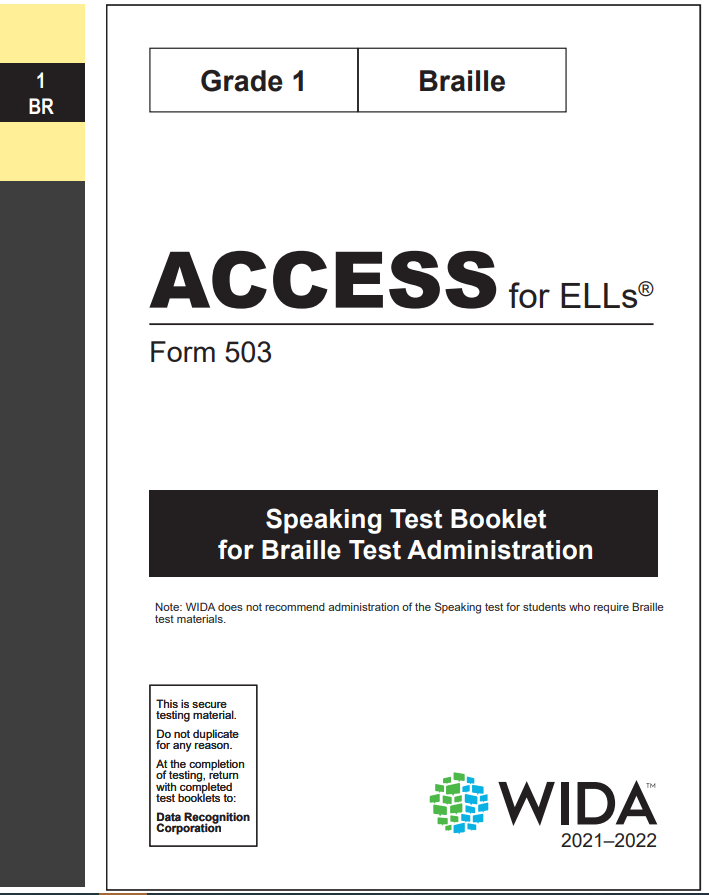 1
BR
Grade 1
Braille
ACCESS for ELLs®
Form 503
Speaking Test Booklet
for Braille Test Administration
Note: WIDA does not recommend administration of the Speaking test for students who require Braille
test materials.
This is secure
testing material.
Do not duplicate
for any reason.
At the completion
of testing, return
with completed
test booklets to:
Data Recognition
Corporation
WIDA™
2021–2022